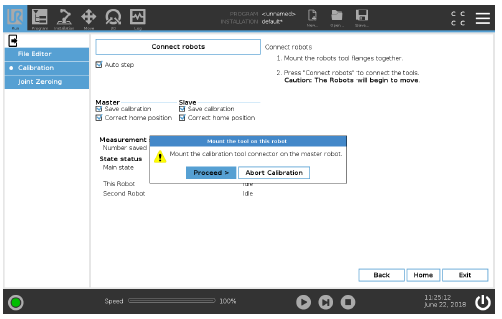 Run Program Installation Move I/O Log
PROGRAM <unnamed>
INSTALLATION default*
New... Open... Save...
C C
C C
File Editor
Calibration
Joint Zeroing
Connect robots
Auto step
Connect robots
1. Mount the robots tool flanges together.
2. Press "Connect robots" to connect the tools.
Caution: The Robots will begin to move.
Master
Save calibration
Correct home position
Slave
Save calibration
Correct home position
Measurement
Number saved
State status
Main state
This Robot Idle
Second Robot Idle
Mount the tool on this robot
Mount the calibration tool connector on the master robot.
Proceed > Abort Calibration
Back Home Exit
Speed 100%
11:25:12
June 22, 2018